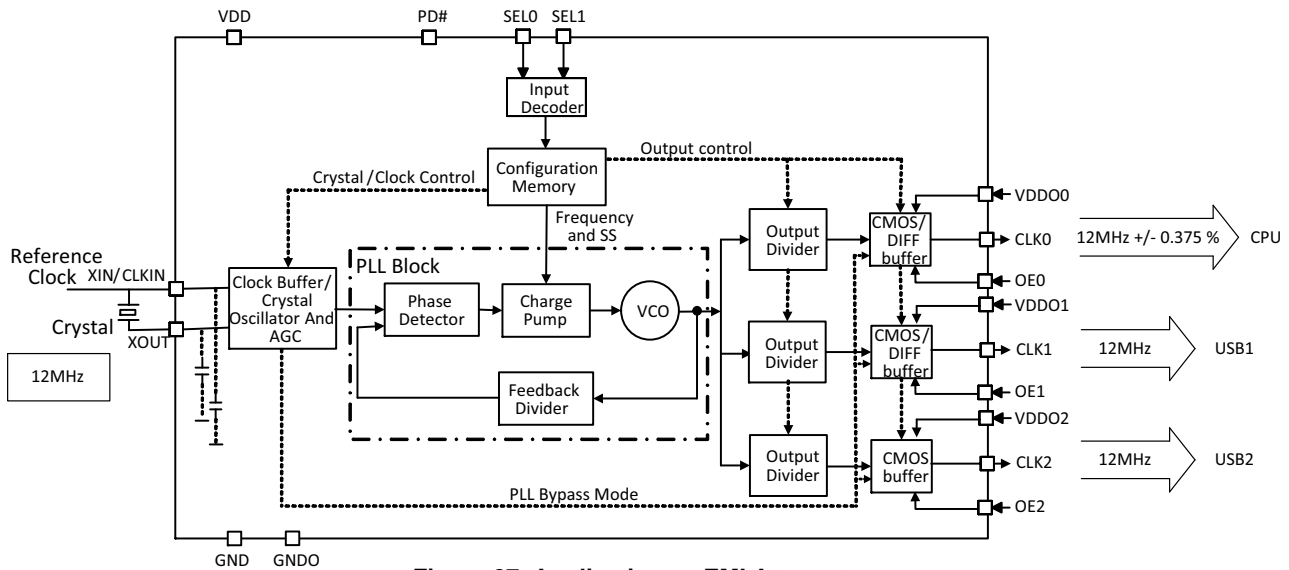 VDD
PD#
SEL0
SEL1
Input
Decoder
Output control
Configuration
Memory
Crystal /Clock Control
VDDO0
Frequency
and SS
Output
Divider
CMOS/
DIFF
buffer
CLK0
12MHz +/- 0.375 %
CPU
Reference
Clock
XIN/CLKIN
PLL Block
Clock Buffer/
Crystal
Oscillator And
AGC
Phase
Detector
Charge
Pump
VCO
OE0
VDDO1
Crystal
XOUT
Output
Divider
CMOS/
DIFF
buffer
CLK1
12MHz
USB1
12MHz
Feedback
Divider
OE1
VDDO2
Output
Divider
CMOS
buffer
CLK2
12MHz
USB2
PLL Bypass Mode
OE2
GND
GNDO